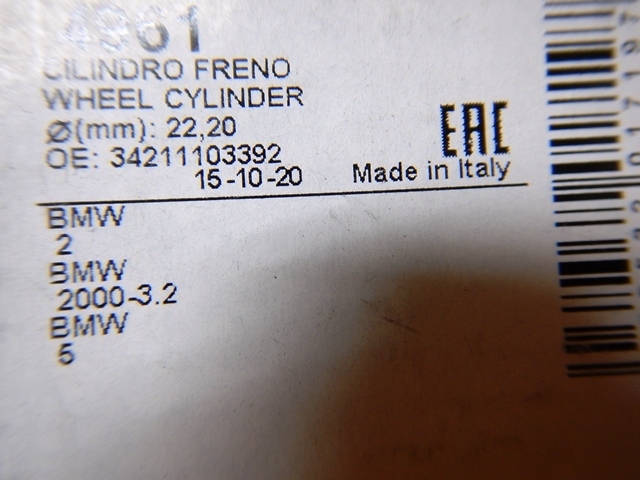 4961
CILINDRO FRENO
WHEEL CYLINDER
Ø(mm): 22,20
OE: 34211103392
15-10-20
Made in Italy
EAC
BMW
2
BMW
2000-3.2
BMW
5